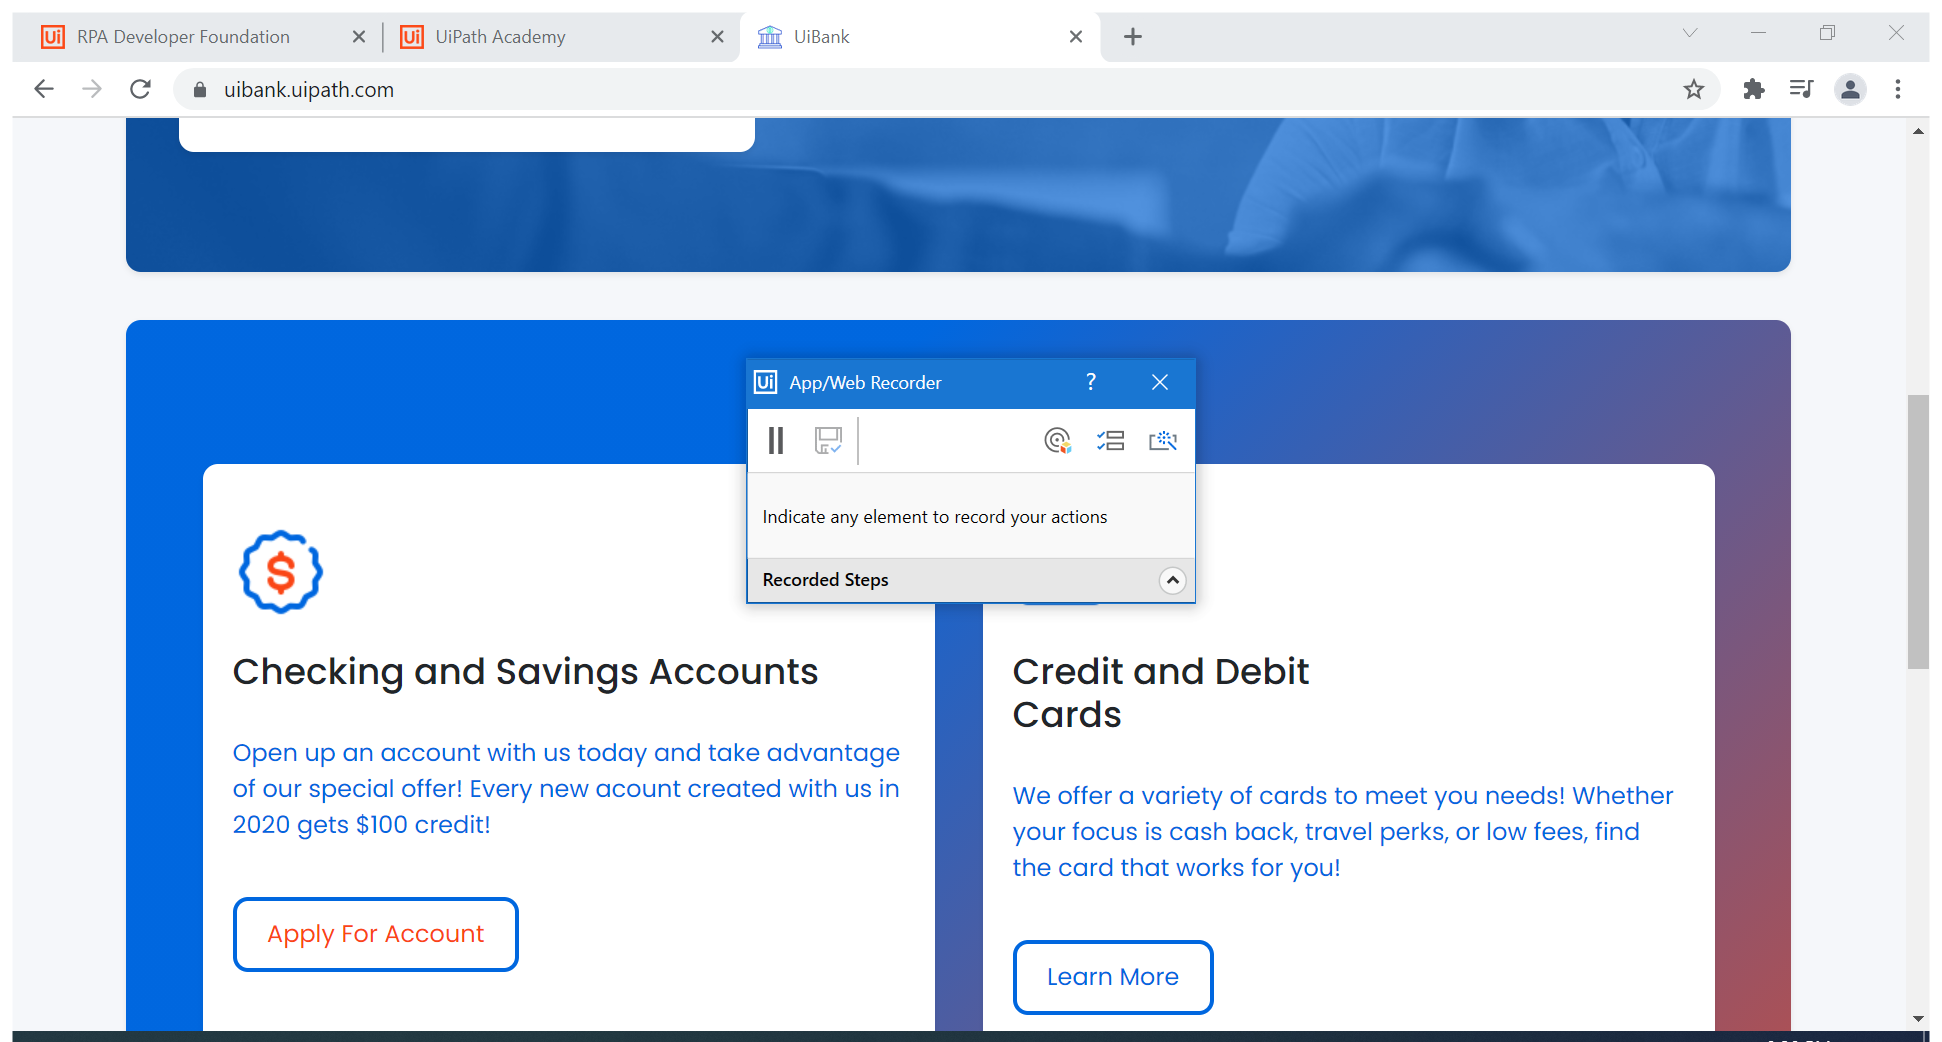 Ui RPA Developer Foundation
Ui UiPath Academy
UiBank
uibank.uipath.com
Ui App/Web Recorder ?
Indicate any element to record your actions
Recorded Steps
$
Checking and Savings Accounts
Open up an account with us today and take advantage
of our special offer! Every new acount created with us in
2020 gets $100 credit!
Apply For Account
Credit and Debit
Cards
We offer a variety of cards to meet you needs! Whether
your focus is cash back, travel perks, or low fees, find
the card that works for you!
Learn More